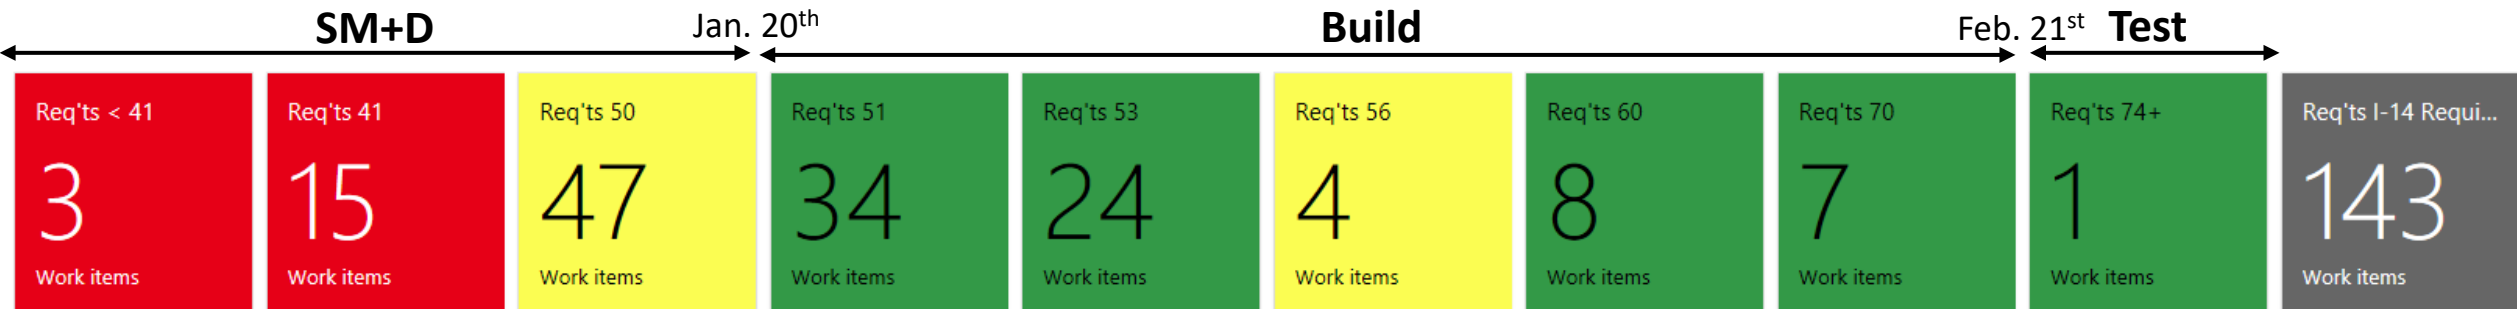 SM+D
Jan. 20th
Build
Feb. 21st
Test
Req'ts < 41
3
Work items
Req'ts 41
15
Work items
Req'ts 50
47
Work items
Req'ts 51
34
Work items
Req'ts 53
24
Work items
Req'ts 56
4
Work items
Req'ts 60
8
Work items
Req'ts 70
7
Work items
Req'ts 74+
1
Work items
Req'ts I-14 Requi...
143
Work items